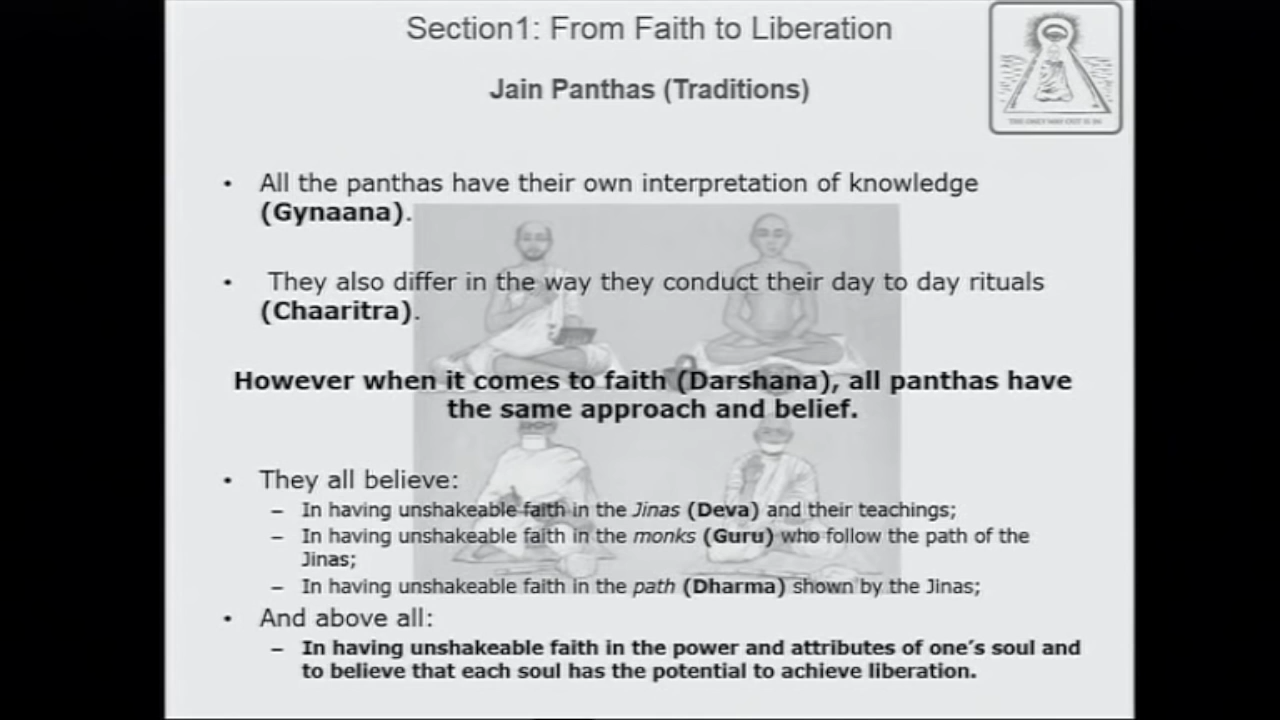 Section1: From Faith to Liberation
Jain Panthas (Traditions)
THE ONLY WAY OUT IS IN
• All the panthas have their own interpretation of knowledge
(Gynaana).
• They also differ in the way they conduct their day to day rituals
(Chaaritra).
However when it comes to faith (Darshana), all panthas have
the same approach and belief.
• They all believe:
– In having unshakeable faith in the Jinas (Deva) and their teachings;
– In having unshakeable faith in the monks (Guru) who follow the path of the
Jinas;
– In having unshakeable faith in the path (Dharma) shown by the Jinas;
• And above all:
– In having unshakeable faith in the power and attributes of one's soul and
to believe that each soul has the potential to achieve liberation.